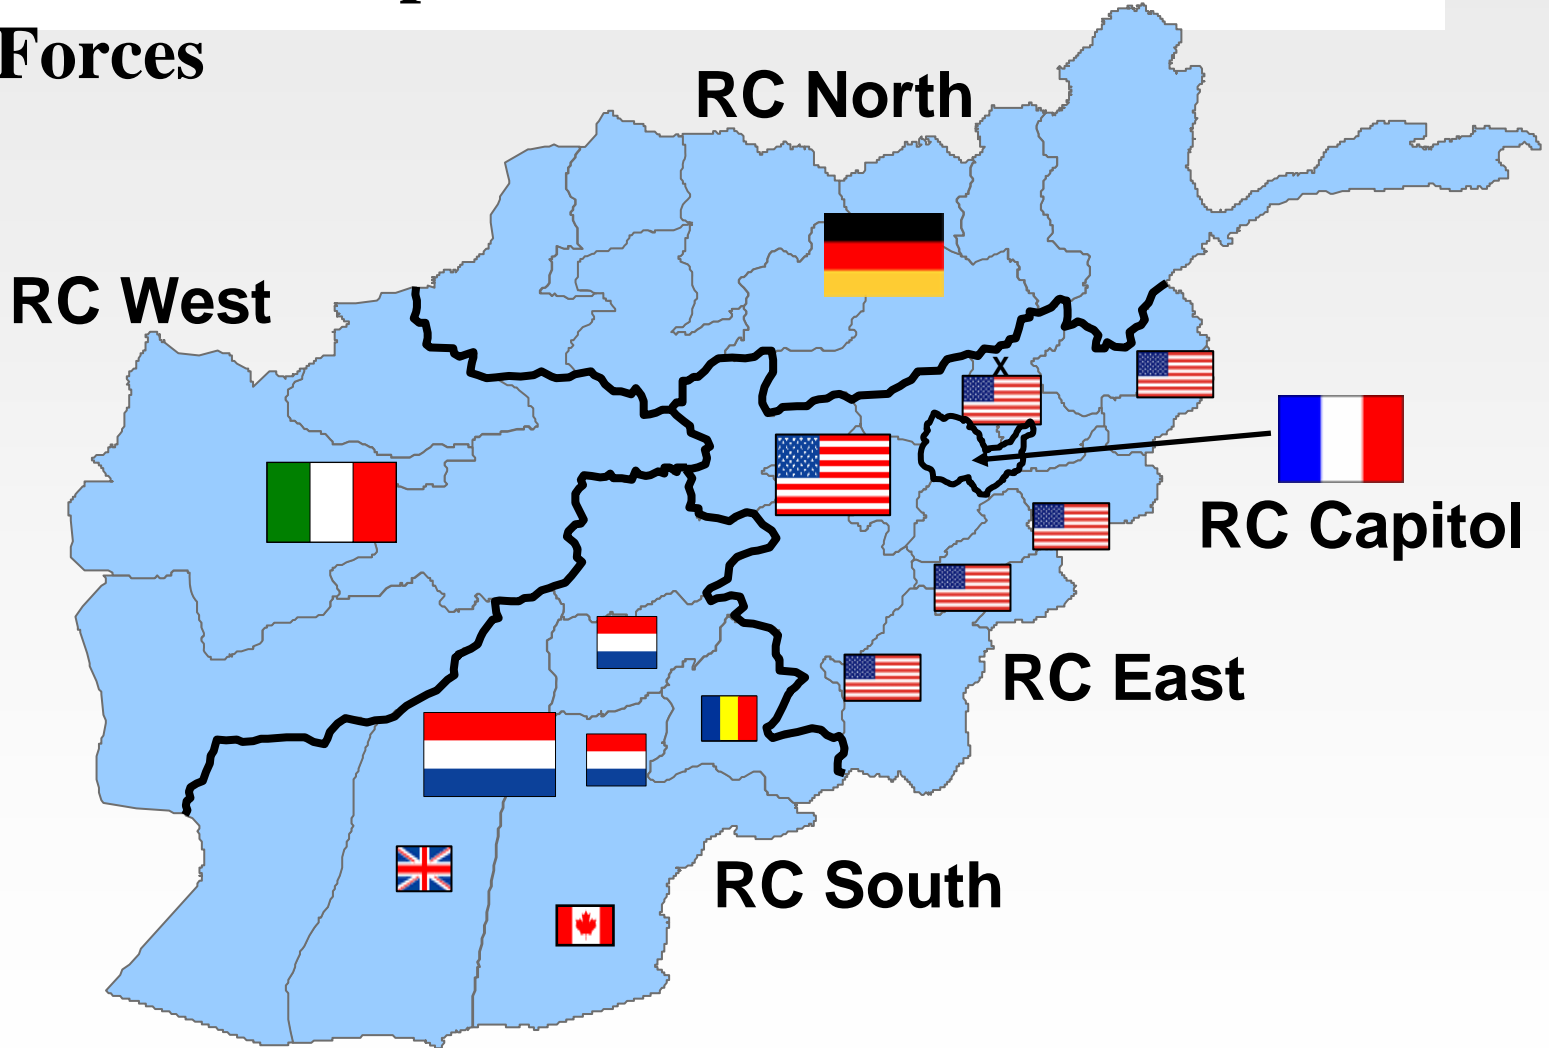 Forces
RC North
RC West
x
RC Capitol
RC East
RC South